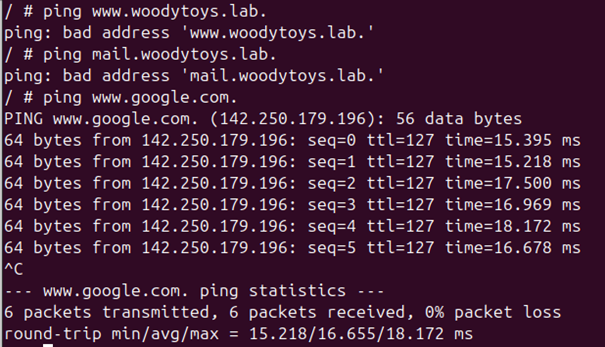 / # ping www.woodytoys.lab.
ping: bad address 'www.woodytoys.lab.'
/ # ping mail.woodytoys.lab.
ping: bad address 'mail.woodytoys.lab.'
/ # ping www.google.com.
PING www.google.com. (142.250.179.196): 56 data bytes
64 bytes from 142.250.179.196: seq=0 ttl=127 time=15.395 ms
64 bytes from 142.250.179.196: seq=1 ttl=127 time=15.218 ms
64 bytes from 142.250.179.196: seq=2 ttl=127 time=17.500 ms
64 bytes from 142.250.179.196: seq=3 ttl=127 time=16.969 ms
64 bytes from 142.250.179.196: seq=4 ttl=127 time=18.172 ms
64 bytes from 142.250.179.196: seq=5 ttl=127 time=16.678 ms
^C
--- www.google.com. ping statistics ---
6 packets transmitted, 6 packets received, 0% packet loss
round-trip min/avg/max = 15.218/16.655/18.172 ms